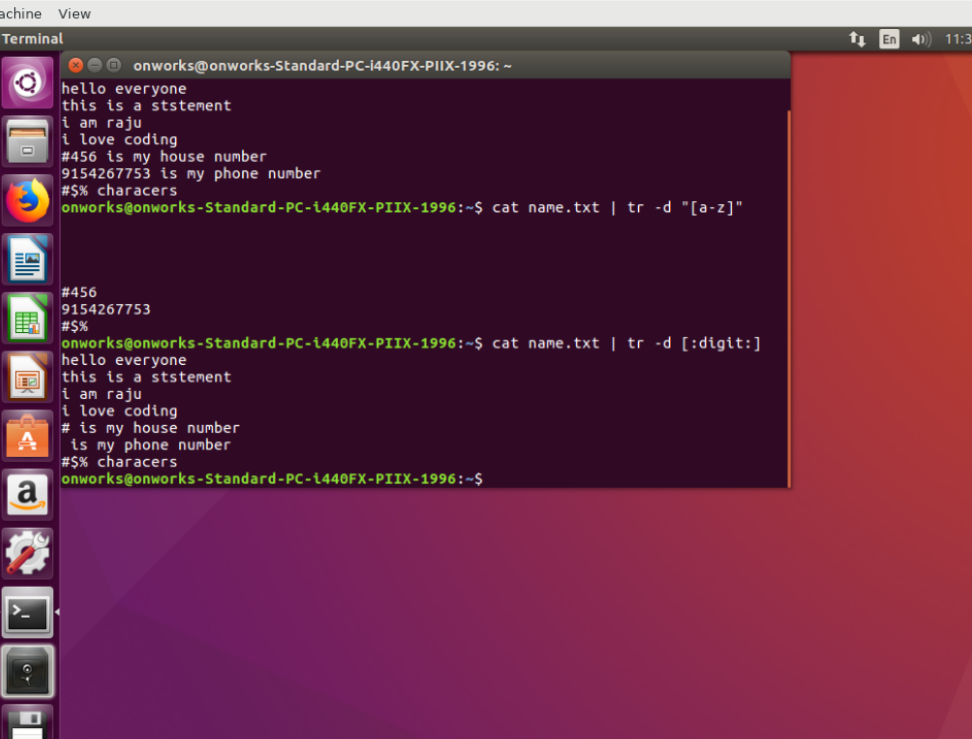 achine View
Terminal
En
11:3
onworks@onworks-Standard-PC-i440FX-PIIX-1996: ~
hello everyone
this is a ststement
i am raju
i love coding
#456 is my house number
9154267753 is my phone number
#$% characers
onworks@onworks-Standard-PC-i440FX-PIIX-1996:~$ cat name.txt | tr -d "[a-z]"
#456
9154267753
#$%
onworks@onworks-Standard-PC-i440FX-PIIX-1996:~$ cat name.txt | tr -d [:digit:]
hello everyone
this is a ststement
i am raju
i love coding
# is my house number
is my phone number
#$% characers
onworks@onworks-Standard-PC-i440FX-PIIX-1996:~$